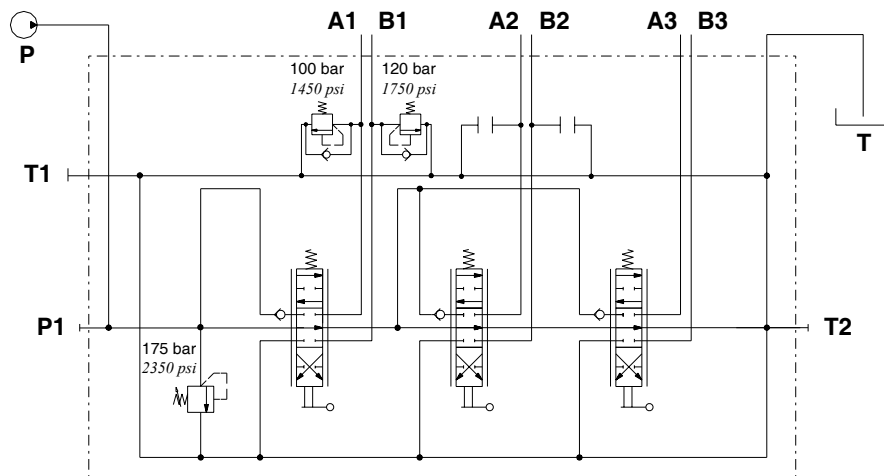 A1 B1 A2 B2 A3 B3
P
100 bar 120 bar
1450 psi 1750 psi
T
T1
P1 T2
175 bar
2350 psi